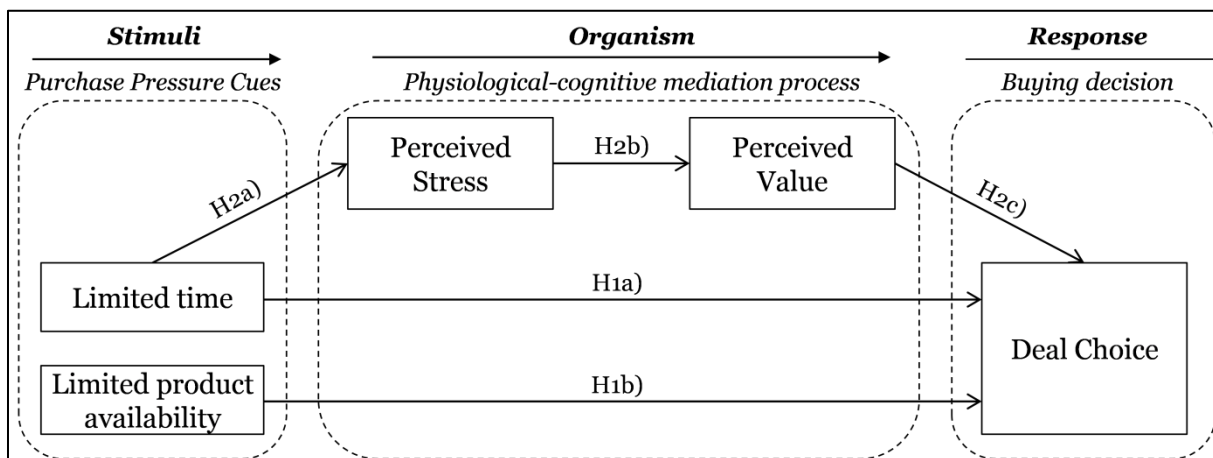 Stimuli
Organism
Response
Purchase Pressure Cues
Physiological-cognitive mediation process
Buying decision
Perceived
Stress
H2b)
Perceived
Value
H2a)
H2c)
Limited time
H1a)
Deal Choice
Limited product
availability
H1b)